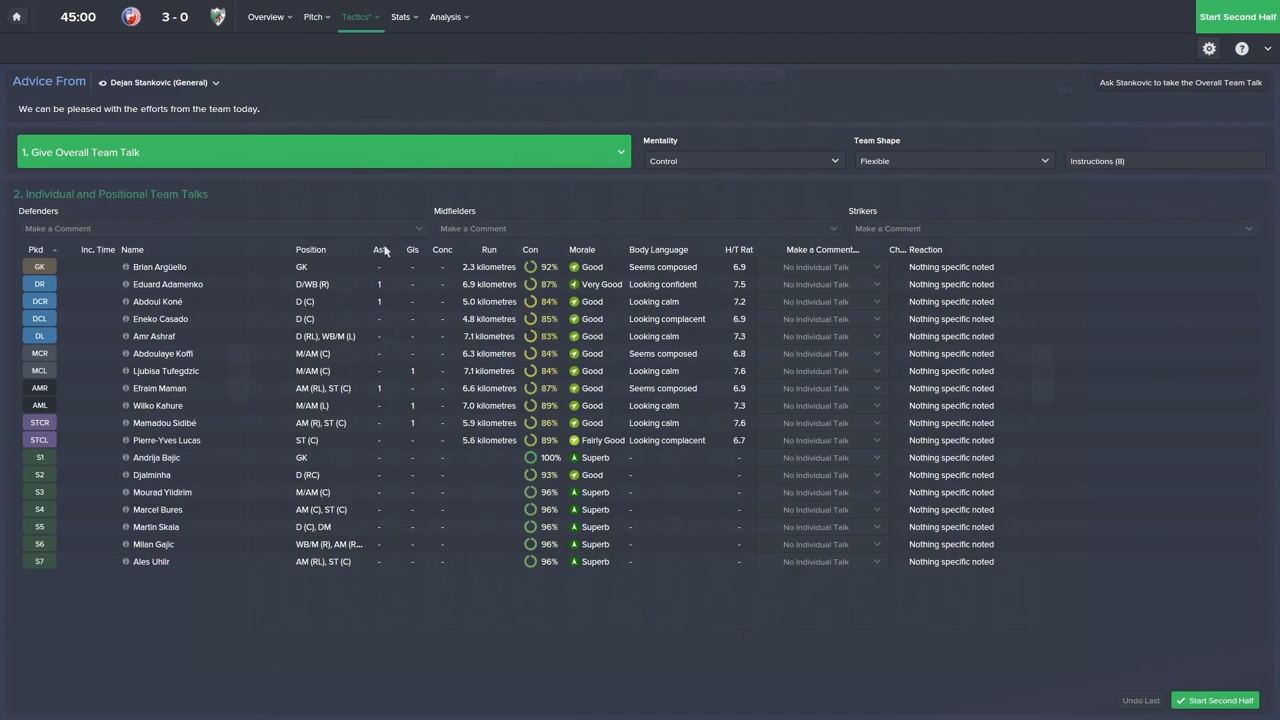 45:00 3 - 0 Overview Pitch Tactics* Stats Analysis Start Second Half
?
Advice From Dejan Stankovic (General) Ask Stankovic to take the Overall Team Talk
We can be pleased with the efforts from the team today.
1. Give Overall Team Talk Mentality Team Shape
Control Flexible Instructions (8)
2. Individual and Positional Team Talks
Defenders Midfielders Strikers
Make a Comment Make a Comment Make a Comment
Pkd Inc. Time Name Position Ast Gls Conc Run Con Morale Body Language H/T Rat Make a Comment... Ch... Reaction
GK Brian Argüello GK - - - 2.3 kilometres 92% Good Seems composed 6.9 No Individual Talk Nothing specific noted
DR Eduard Adamenko D/WB (R) 1 - - 6.9 kilometres 87% Very Good Looking confident 7.5 No Individual Talk Nothing specific noted
DCR Abdoul Koné D (C) 1 - - 5.0 kilometres 84% Good Looking calm 7.2 No Individual Talk Nothing specific noted
DCL Eneko Casado D (C) - - - 4.8 kilometres 85% Good Looking complacent 6.9 No Individual Talk Nothing specific noted
DL Amr Ashraf D (RL), WB/M (L) - - - 7.1 kilometres 83% Good Looking calm 7.2 No Individual Talk Nothing specific noted
MCR Abdoulaye Koffi M/AM (C) - - - 6.3 kilometres 84% Good Seems composed 6.8 No Individual Talk Nothing specific noted
MCL Ljubisa Tufegdzic M/AM (C) - 1 - 7.1 kilometres 84% Good Looking calm 7.6 No Individual Talk Nothing specific noted
AMR Efraim Maman AM (RL), ST (C) 1 - - 6.6 kilometres 87% Good Seems composed 6.9 No Individual Talk Nothing specific noted
AML Wilko Kahure M/AM (L) - 1 - 7.0 kilometres 89% Good Looking calm 7.3 No Individual Talk Nothing specific noted
STCR Mamadou Sidibé AM (R), ST (C) - 1 - 5.9 kilometres 86% Good Looking calm 7.6 No Individual Talk Nothing specific noted
STCL Pierre-Yves Lucas ST (C) - - - 5.6 kilometres 89% Fairly Good Looking complacent 6.7 No Individual Talk Nothing specific noted
S1 Andrija Bajic GK - - - 100% Superb - - No Individual Talk Nothing specific noted
S2 Djalminha D (RC) - - - 93% Good - - No Individual Talk Nothing specific noted
S3 Mourad Yildirim M/AM (C) - - - 96% Superb - - No Individual Talk Nothing specific noted
S4 Marcel Bures AM (C), ST (C) - - - 96% Superb - - No Individual Talk Nothing specific noted
S5 Martin Skala D (C), DM - - - 96% Superb - - No Individual Talk Nothing specific noted
S6 Milan Gajic WB/M (R), AM (R... - - - 96% Superb - - No Individual Talk Nothing specific noted
S7 Ales Uhlir AM (RL), ST (C) - - - 96% Superb - - No Individual Talk Nothing specific noted
Undo Last Start Second Half